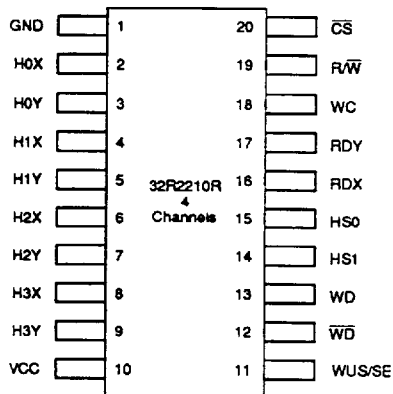 GND 1 20 C̅S̅
H0X 2 19 R/W̅
H0Y 3 18 WC
H1X 4 17 RDY
H1Y 5 16 RDX
32R2210R
4
Channels
H2X 6 15 HS0
H2Y 7 14 HS1
H3X 8 13 WD
H3Y 9 12 W̅D̅
VCC 10 11 WUS/SE